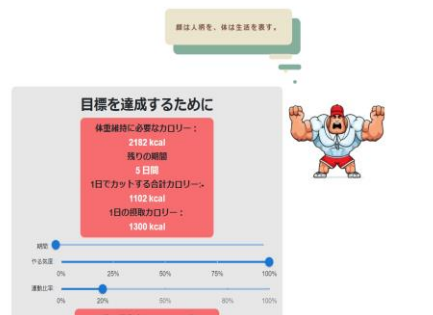 顔は人柄を、体は生活を表す。
目標を達成するために
体重維持に必要なカロリー：
2182 kcal
残りの期間
5 日間
1日でカットする合計カロリー：-
1102 kcal
1日の摂取カロリー：
1300 kcal
期間
やる気度
0% 25% 50% 75% 100%
運動比率
0% 20% 50% 80% 100%